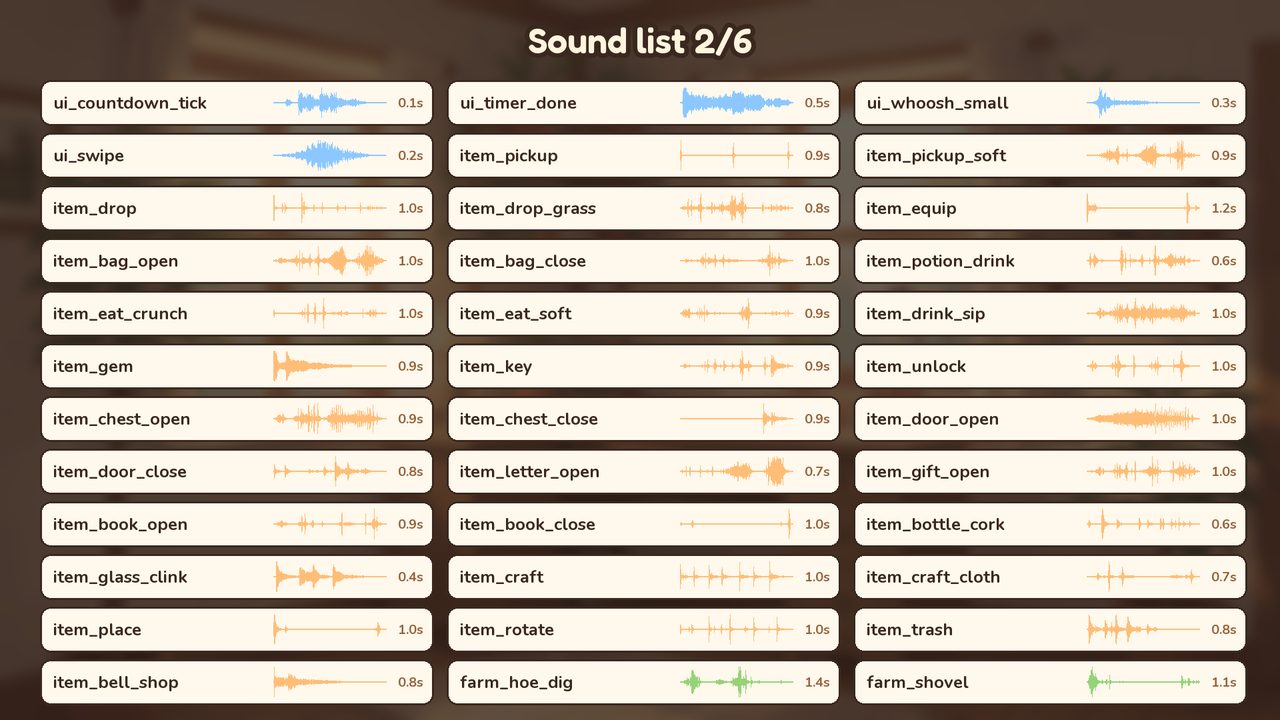 Sound list 2/6
ui_countdown_tick 0.1s
ui_timer_done 0.5s
ui_whoosh_small 0.3s
ui_swipe 0.2s
item_pickup 0.9s
item_pickup_soft 0.9s
item_drop 1.0s
item_drop_grass 0.8s
item_equip 1.2s
item_bag_open 1.0s
item_bag_close 1.0s
item_potion_drink 0.6s
item_eat_crunch 1.0s
item_eat_soft 0.9s
item_drink_sip 1.0s
item_gem 0.9s
item_key 0.9s
item_unlock 1.0s
item_chest_open 0.9s
item_chest_close 0.9s
item_door_open 1.0s
item_door_close 0.8s
item_letter_open 0.7s
item_gift_open 1.0s
item_book_open 0.9s
item_book_close 1.0s
item_bottle_cork 0.6s
item_glass_clink 0.4s
item_craft 1.0s
item_craft_cloth 0.7s
item_place 1.0s
item_rotate 1.0s
item_trash 0.8s
item_bell_shop 0.8s
farm_hoe_dig 1.4s
farm_shovel 1.1s